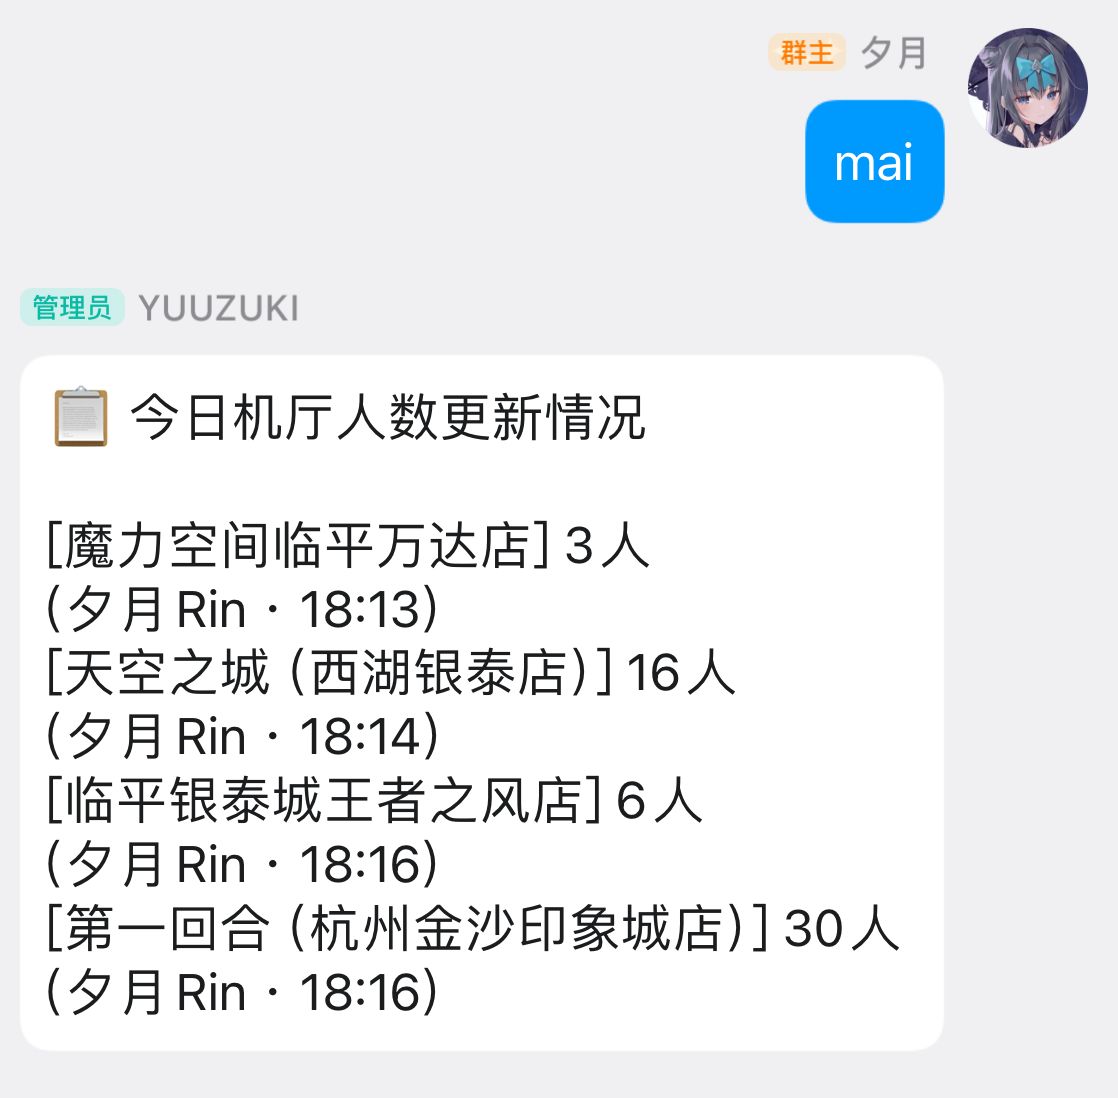 群主 夕月
mai
管理员 YUUZUKI
📋 今日机厅人数更新情况
[魔力空间临平万达店] 3人
(夕月Rin · 18:13)
[天空之城 (西湖银泰店)] 16人
(夕月Rin · 18:14)
[临平银泰城王者之风店] 6人
(夕月Rin · 18:16)
[第一回合 (杭州金沙印象城店)] 30人
(夕月Rin · 18:16)